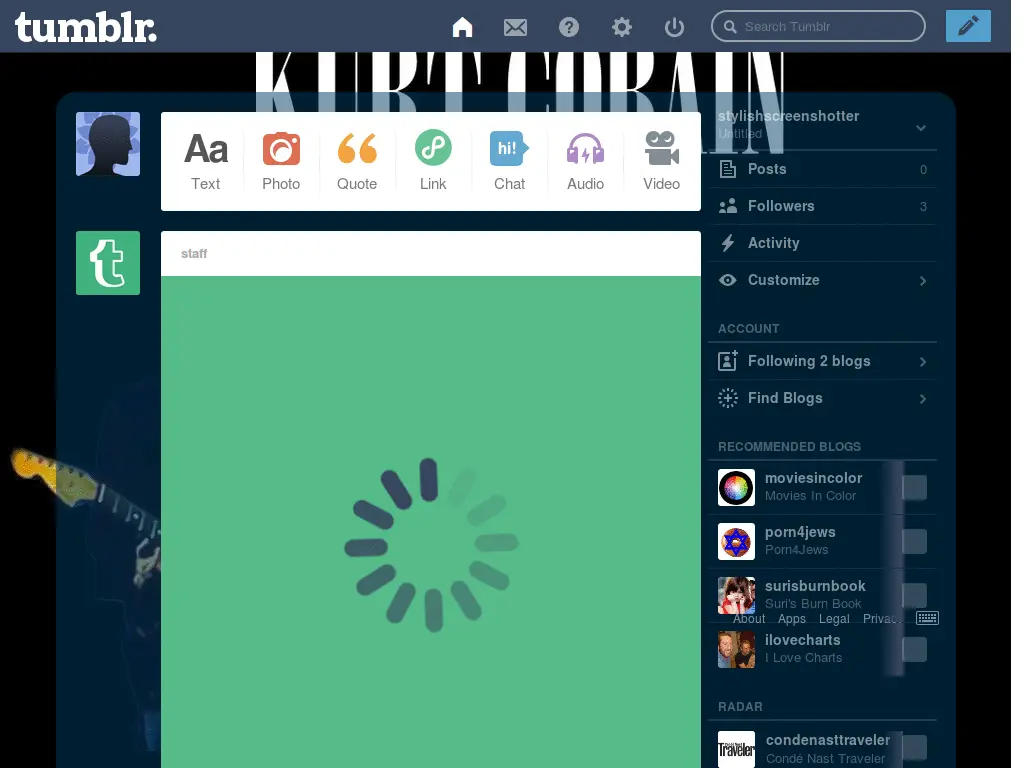 tumblr.
Search Tumblr
KURT COBAIN
Aa
hi!
Text
Photo
Quote
Link
Chat
Audio
Video
stylishscreenshotter
Untitled
Posts
0
Followers
3
Activity
Customize
t
staff
ACCOUNT
Following 2 blogs
Find Blogs
RECOMMENDED BLOGS
moviesincolor
Movies In Color
porn4jews
Porn4Jews
surisburnbook
Suri's Burn Book
About Apps Legal
ilovecharts
I Love Charts
RADAR
condenasttraveler
Condé Nast Traveler
Traveler